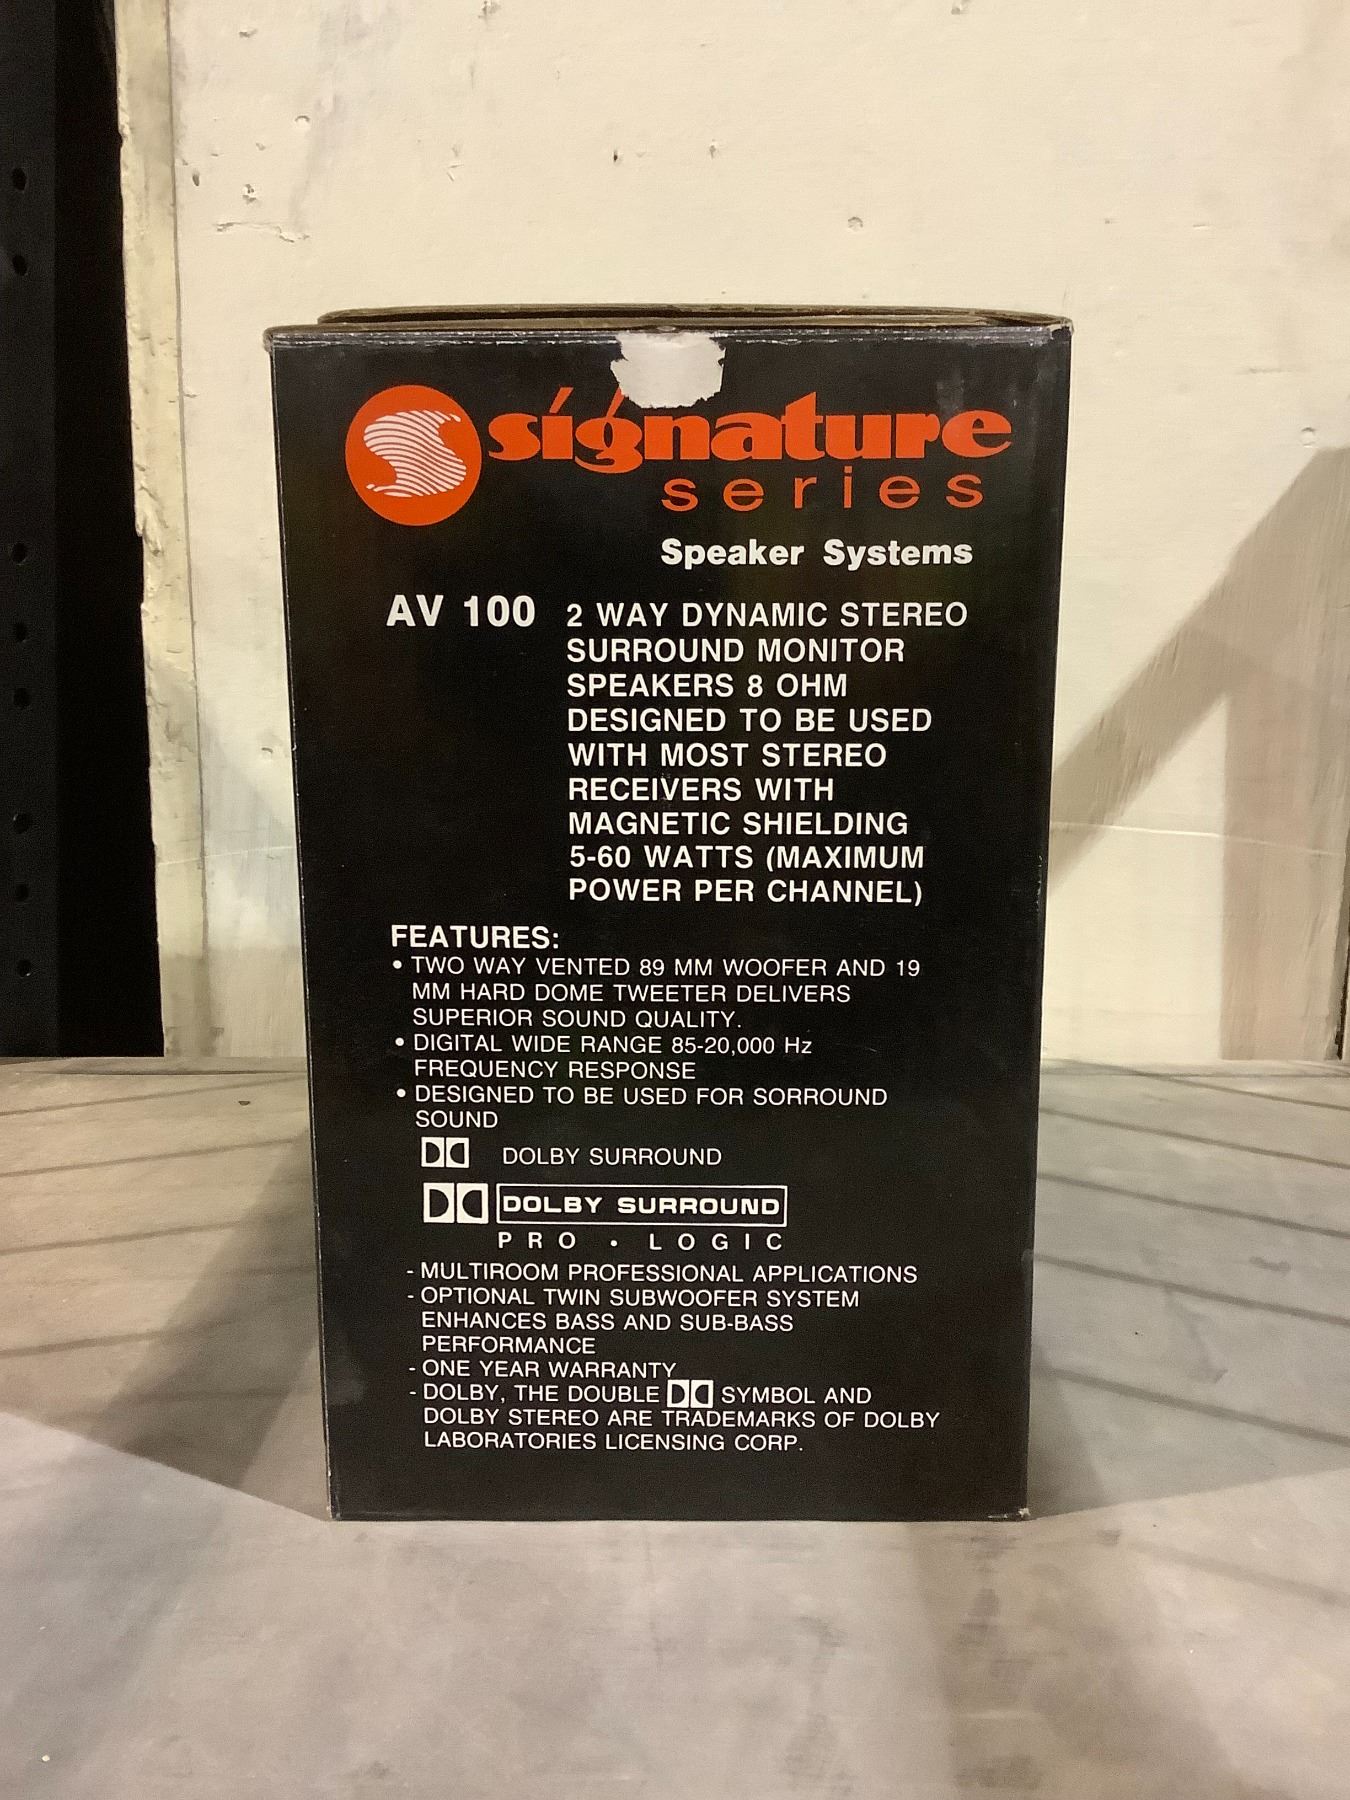 signature
series
Speaker Systems
AV 100 2 WAY DYNAMIC STEREO
SURROUND MONITOR
SPEAKERS 8 OHM
DESIGNED TO BE USED
WITH MOST STEREO
RECEIVERS WITH
MAGNETIC SHIELDING
5-60 WATTS (MAXIMUM
POWER PER CHANNEL)
FEATURES:
• TWO WAY VENTED 89 MM WOOFER AND 19
MM HARD DOME TWEETER DELIVERS
SUPERIOR SOUND QUALITY.
• DIGITAL WIDE RANGE 85-20,000 Hz
FREQUENCY RESPONSE
• DESIGNED TO BE USED FOR SORROUND
SOUND
DOLBY SURROUND
DOLBY SURROUND
PRO • LOGIC
- MULTIROOM PROFESSIONAL APPLICATIONS
- OPTIONAL TWIN SUBWOOFER SYSTEM
ENHANCES BASS AND SUB-BASS
PERFORMANCE
- ONE YEAR WARRANTY
- DOLBY, THE DOUBLE SYMBOL AND
DOLBY STEREO ARE TRADEMARKS OF DOLBY
LABORATORIES LICENSING CORP.